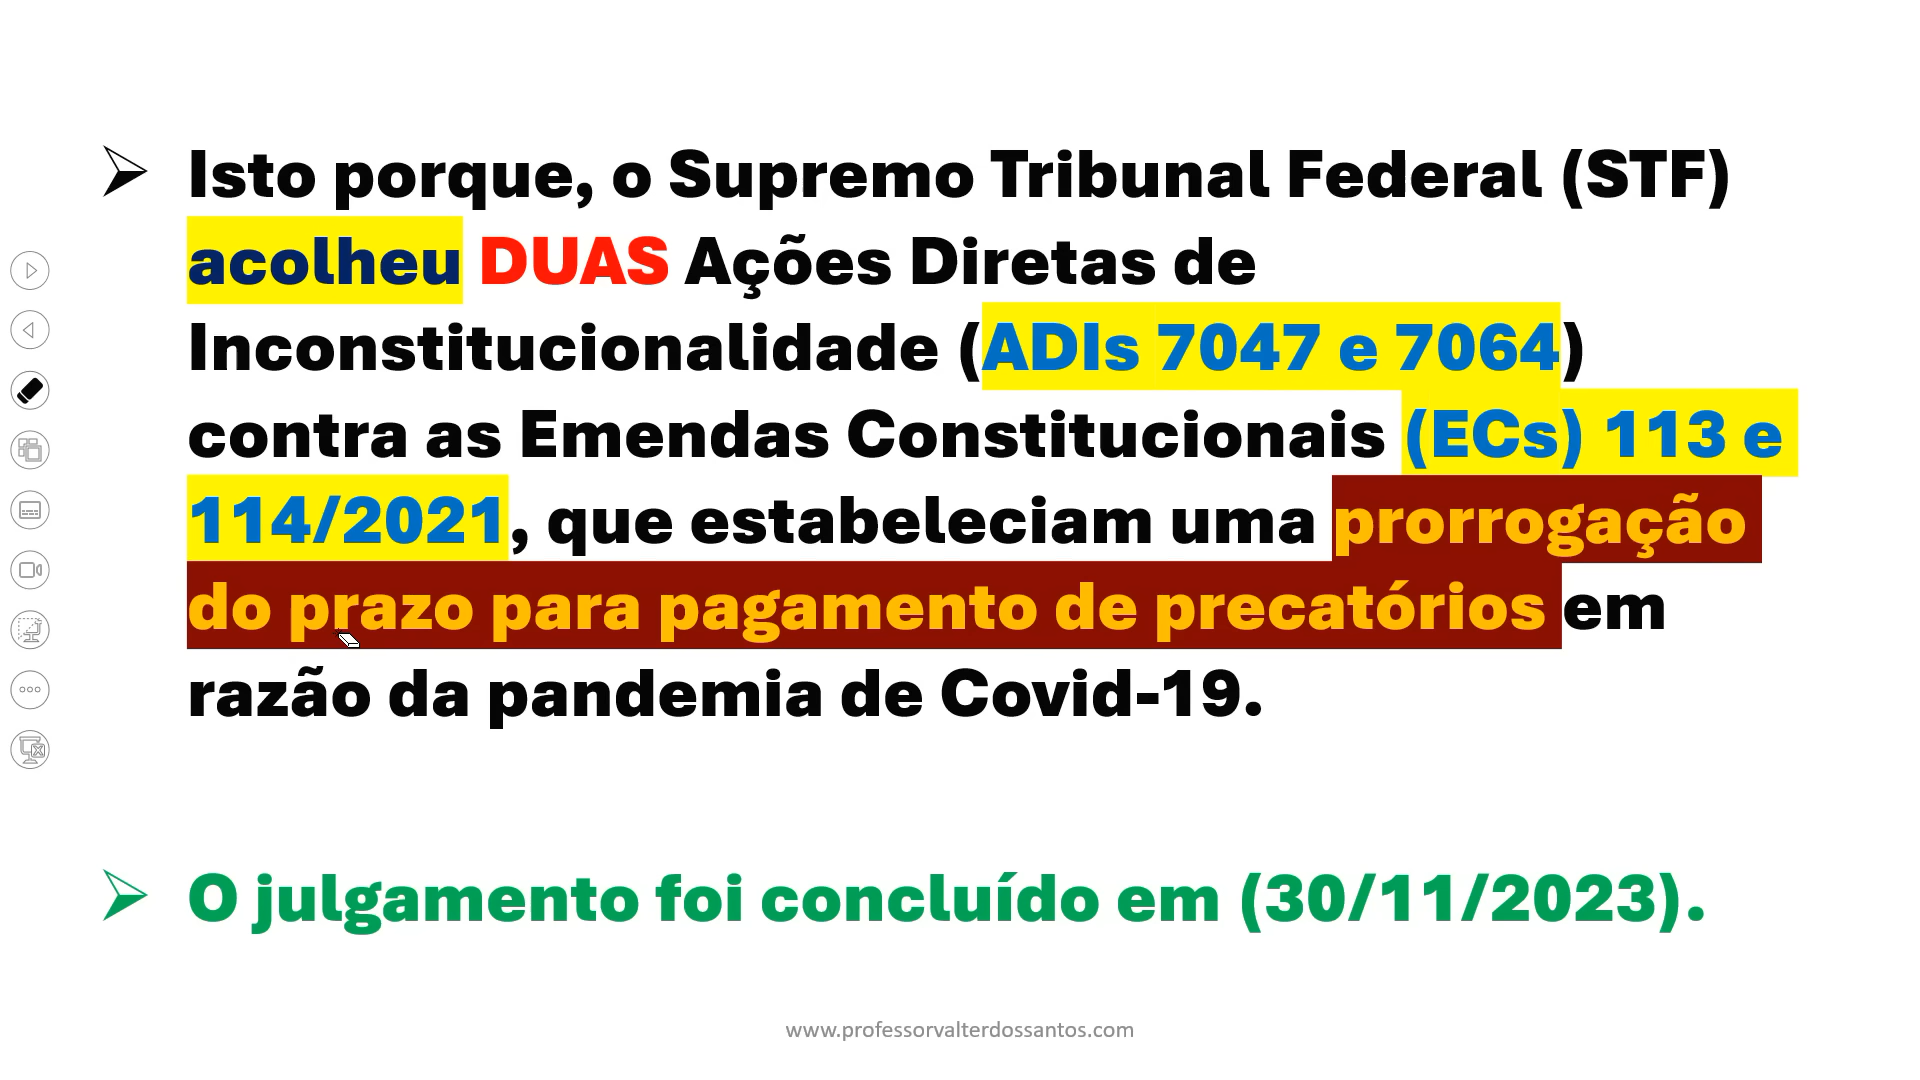 Isto porque, o Supremo Tribunal Federal (STF)
acolheu DUAS Ações Diretas de
Inconstitucionalidade (ADIs 7047 e 7064)
contra as Emendas Constitucionais (ECs) 113 e
114/2021, que estabeleciam uma prorrogação
do prazo para pagamento de precatórios em
razão da pandemia de Covid-19.
O julgamento foi concluído em (30/11/2023).
www.professorvalterdossantos.com